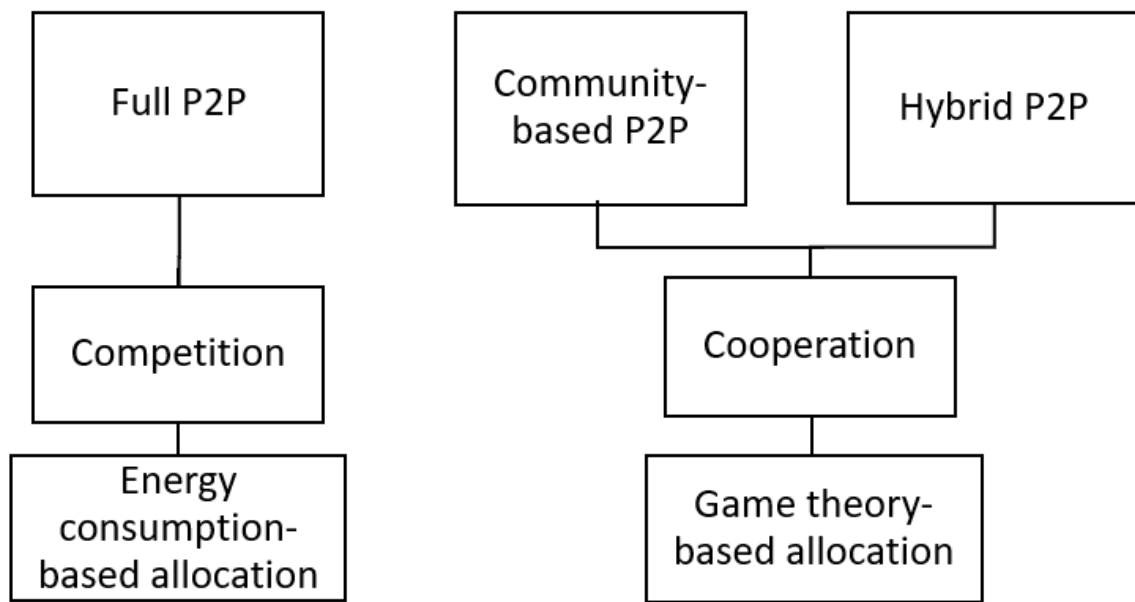 Full P2P
Community-
based P2P
Hybrid P2P
Competition
Cooperation
Energy
consumption-
based allocation
Game theory-
based allocation